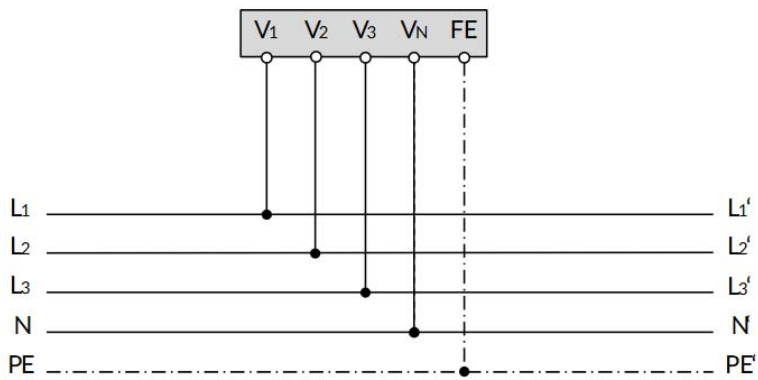 V1 V2 V3 VN FE
L1 L1‘
L2 L2‘
L3 L3‘
N N‘
PE PE‘